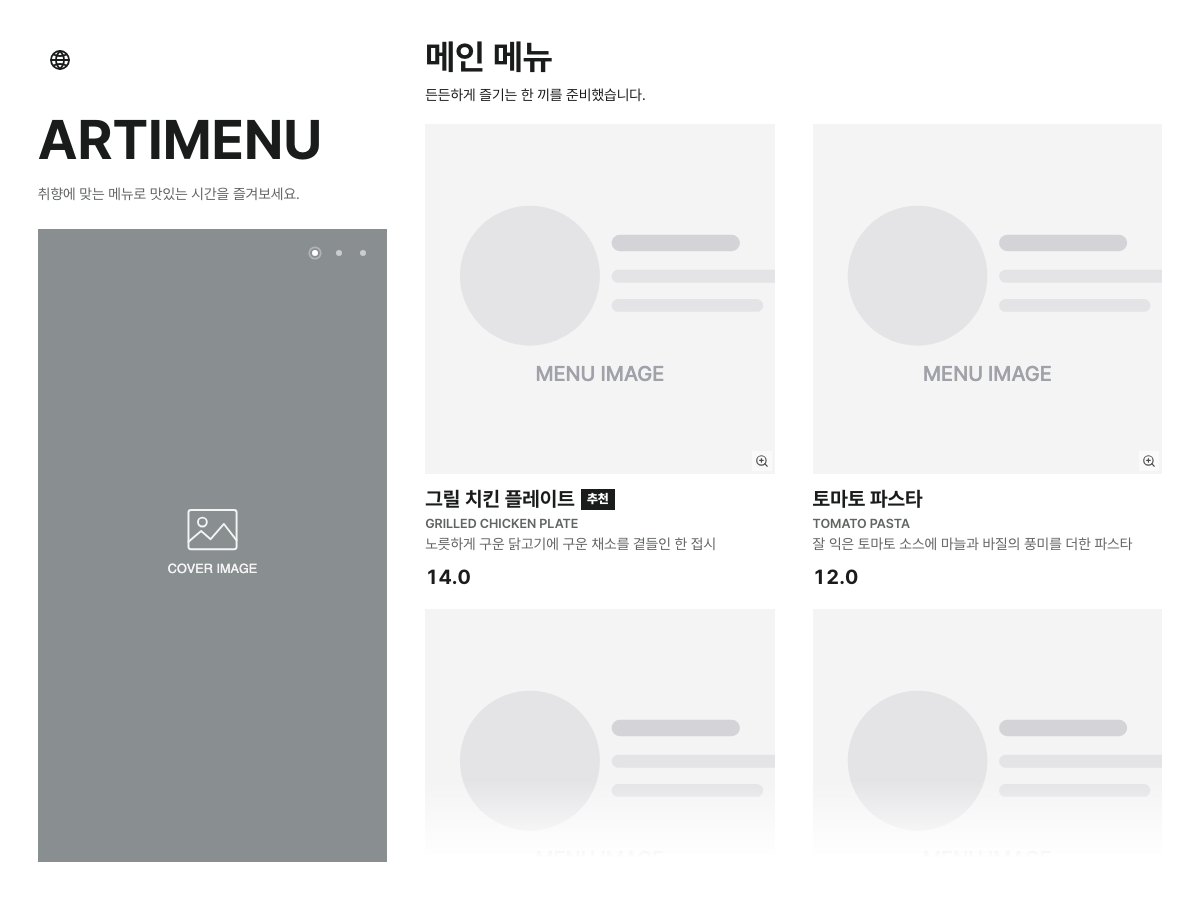 ARTIMENU
취향에 맞는 메뉴로 맛있는 시간을 즐겨보세요.
COVER IMAGE
메인 메뉴
든든하게 즐기는 한 끼를 준비했습니다.
MENU IMAGE
그릴 치킨 플레이트 추천
GRILLED CHICKEN PLATE
노릇하게 구운 닭고기에 구운 채소를 곁들인 한 접시
14.0
MENU IMAGE
토마토 파스타
TOMATO PASTA
잘 익은 토마토 소스에 마늘과 바질의 풍미를 더한 파스타
12.0